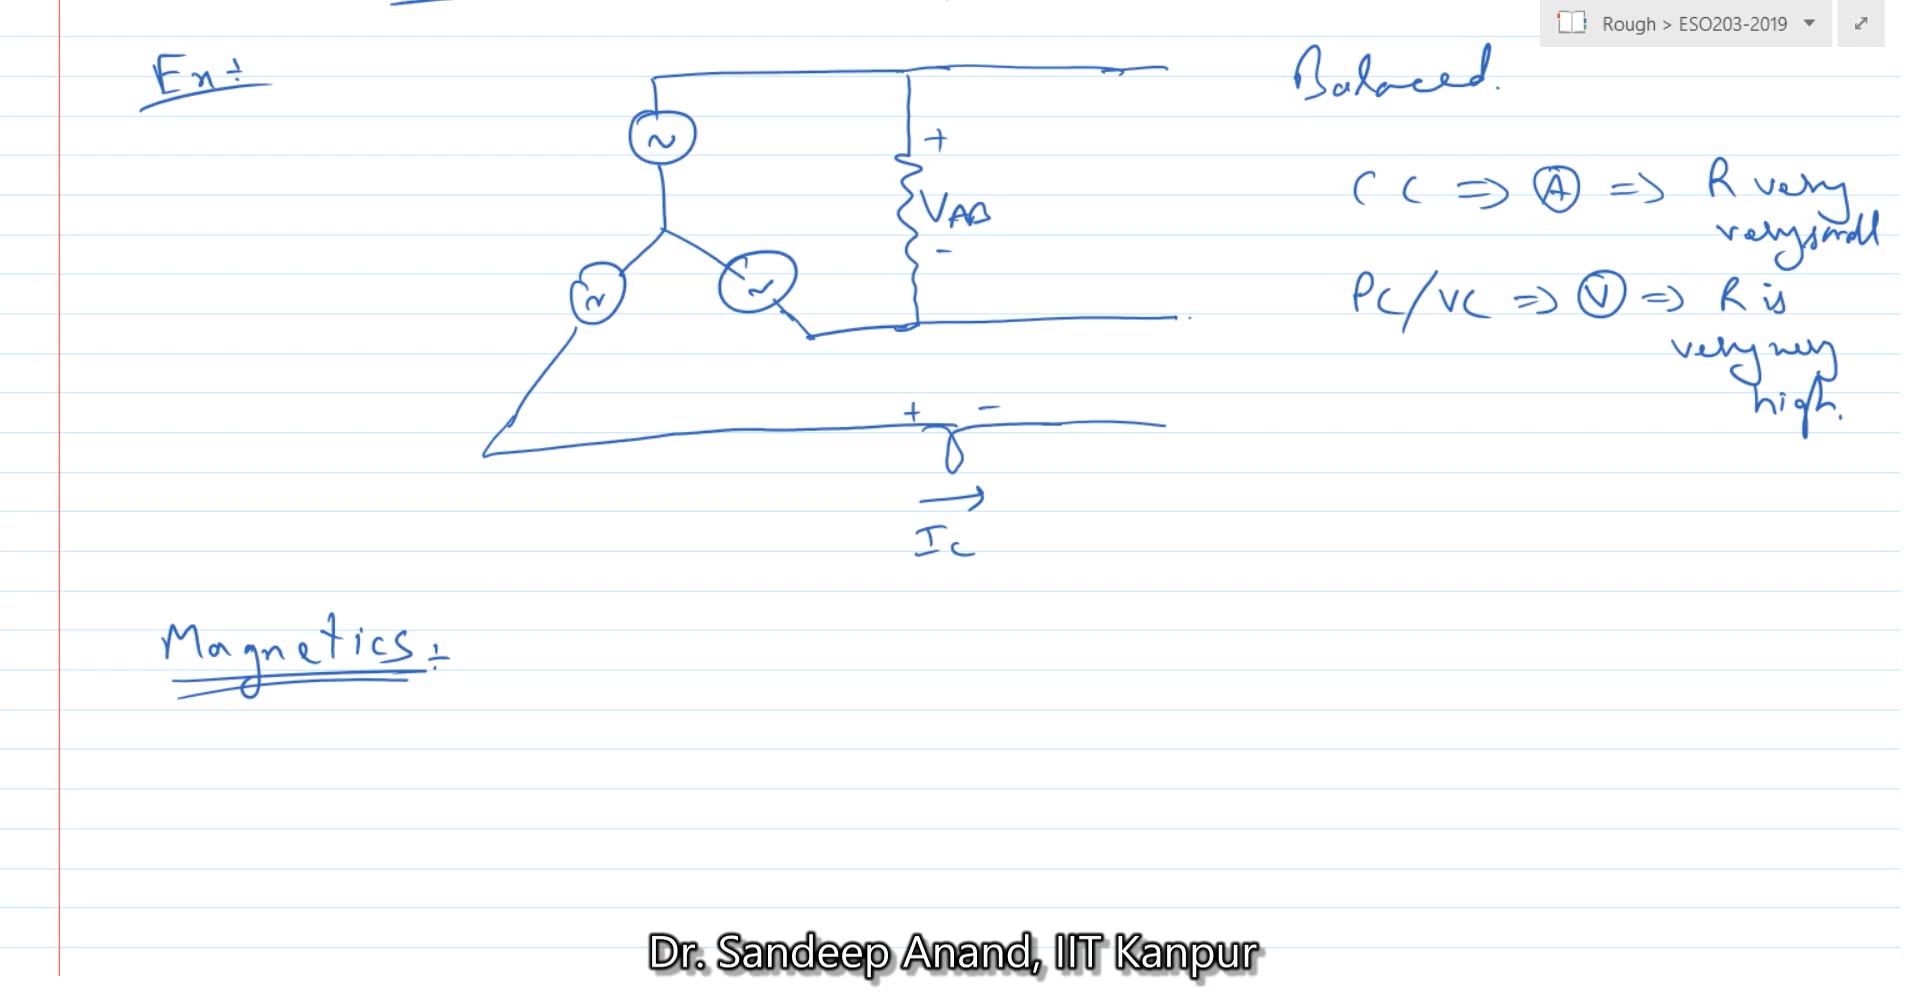 Rough > ESO203-2019
Ex÷
Balanced.
+
VAB
-
CC => A => R very
very small
PC/VC => V => R is
very very
high.
+ -
Ic
Magnetics÷
Dr. Sandeep Anand, IIT Kanpur